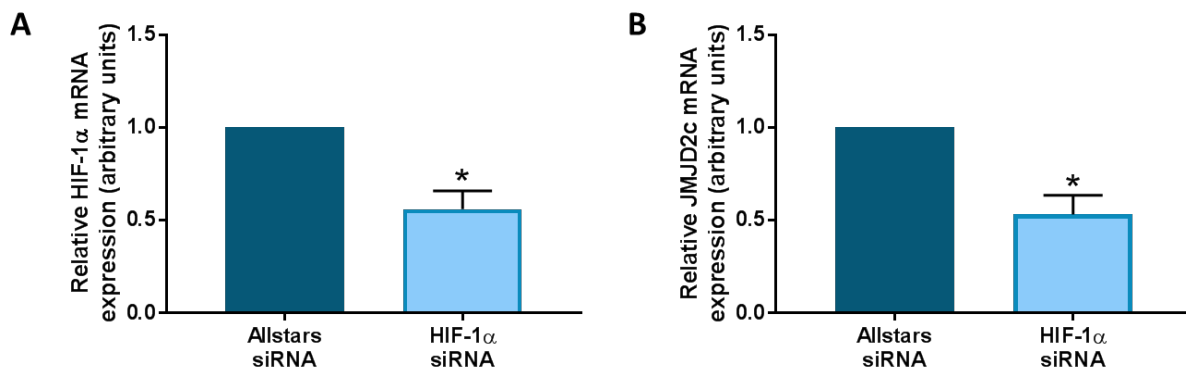 A
Relative HIF-1α mRNA
expression (arbitrary units)
1.5
1.0
0.5
0.0
*
Allstars
siRNA
HIF-1α
siRNA
B
Relative JMJD2c mRNA
expression (arbitrary units)
1.5
1.0
0.5
0.0
*
Allstars
siRNA
HIF-1α
siRNA